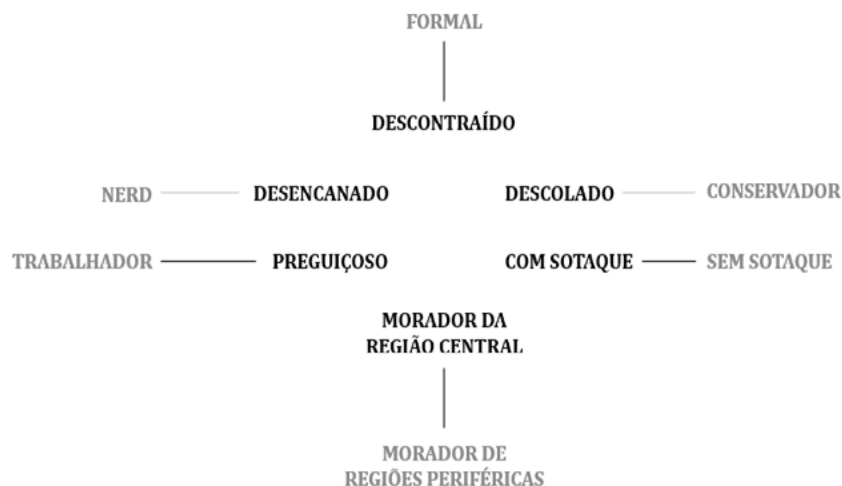 FORMAL
DESCONTRAÍDO
NERD DESENCANADO DESCOLADO CONSERVADOR
TRABALHADOR PREGUIÇOSO COM SOTAQUE SEM SOTAQUE
MORADOR DA
REGIÃO CENTRAL
MORADOR DE
REGIÕES PERIFÉRICAS